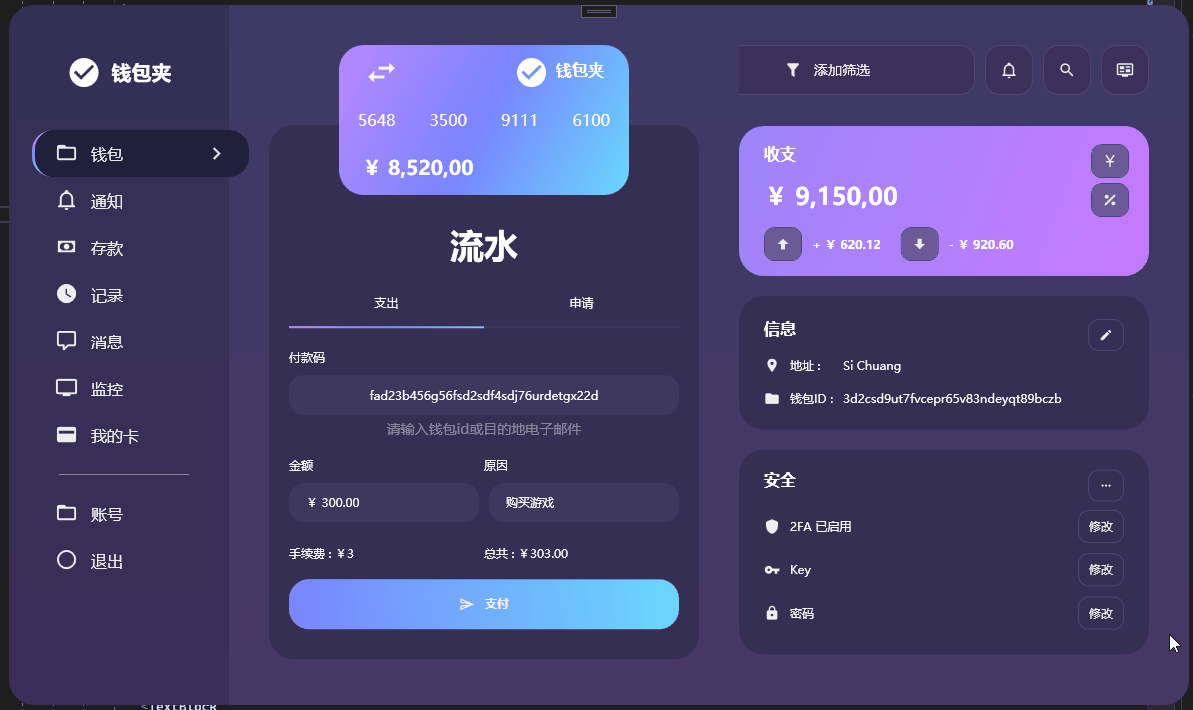 钱包夹
钱包
通知
存款
记录
消息
监控
我的卡
账号
退出
钱包夹
5648 3500 9111 6100
¥ 8,520,00
流水
支出 申请
付款码
fad23b456g56fsd2sdf4sdj76urdetgx22d
请输入钱包id或目的地电子邮件
金额 原因
¥ 300.00 购买游戏
手续费：¥3 总共：¥303.00
支付
添加筛选
收支
¥
¥ 9,150,00
%
+ ¥ 620.12 - ¥ 920.60
信息
地址： Si Chuang
钱包ID： 3d2csd9ut7fvcepr65v83ndeyqt89bczb
安全
...
2FA 已启用 修改
Key 修改
密码 修改
<TextBlock